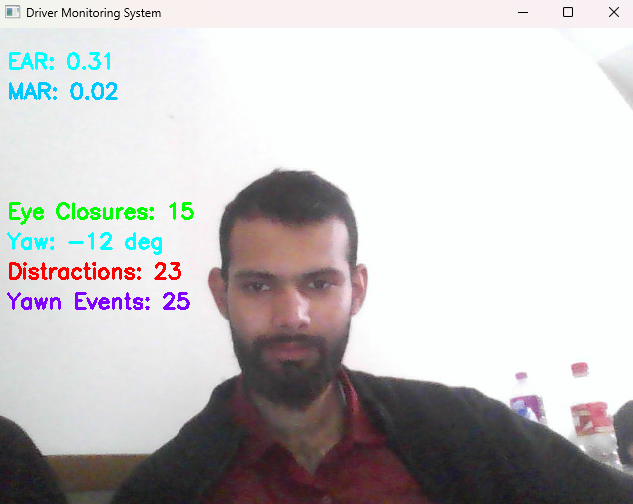 Driver Monitoring System
EAR: 0.31
MAR: 0.02
Eye Closures: 15
Yaw: -12 deg
Distractions: 23
Yawn Events: 25